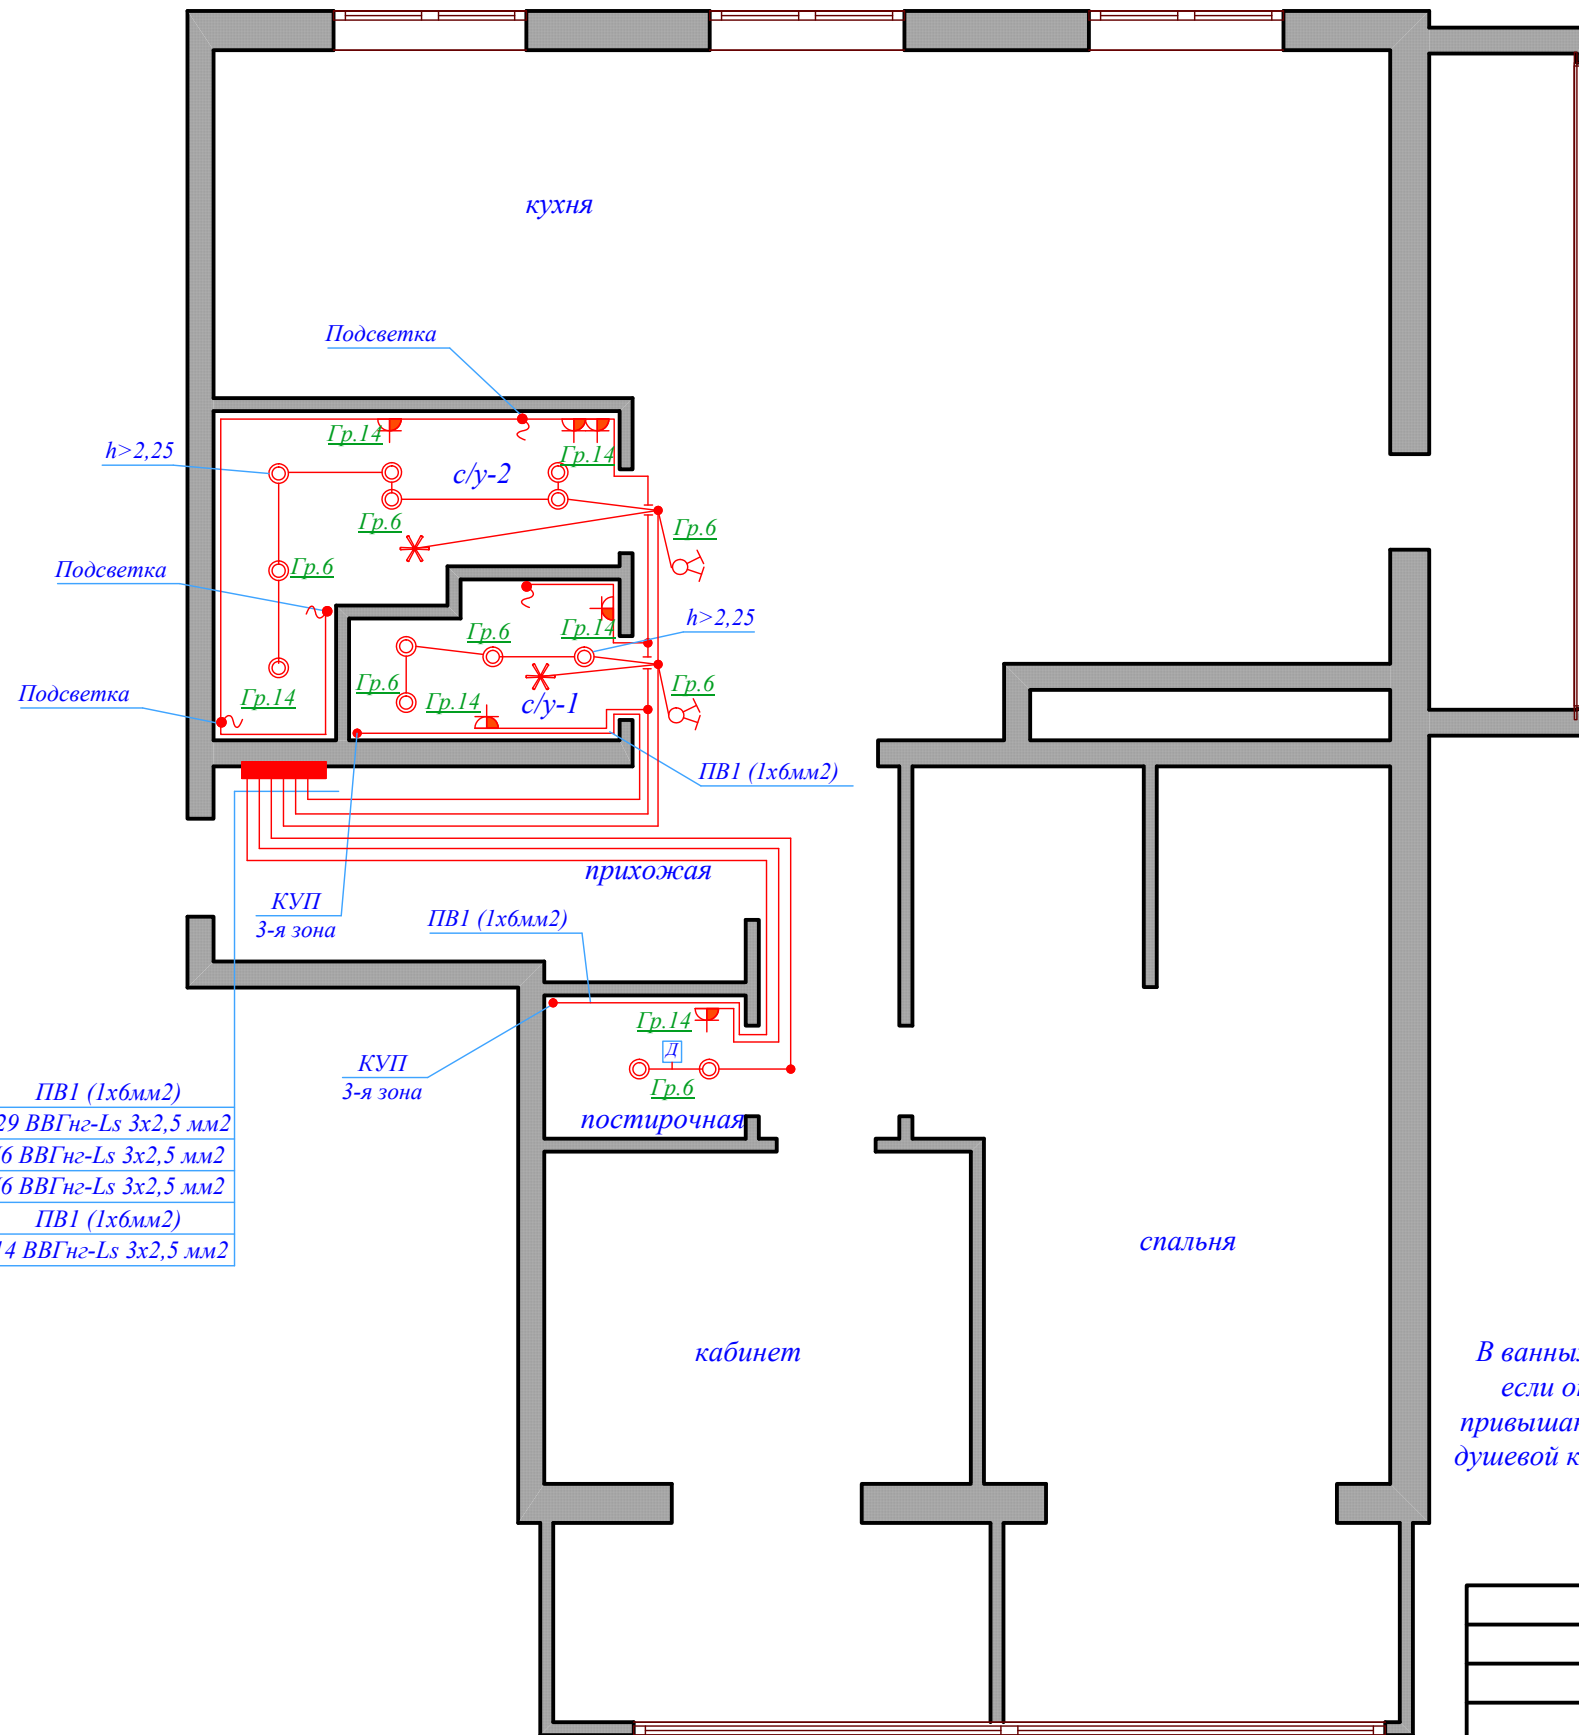 кухня
Подсветка
Гр.14
h>2,25
с/у-2
Гр.14
Гр.6
Гр.6
Гр.6
Подсветка
h>2,25
Гр.6
Гр.14
Гр.6
Гр.6
Подсветка
Гр.14
Гр.14
с/у-1
ПВ1 (1х6мм2)
прихожая
КУП
3-я зона
ПВ1 (1х6мм2)
Гр.14
Д
КУП
3-я зона
Гр.6
постирочная
ПВ1 (1х6мм2)
29 ВВГнг-Ls 3х2,5 мм2
6 ВВГнг-Ls 3х2,5 мм2
6 ВВГнг-Ls 3х2,5 мм2
ПВ1 (1х6мм2)
14 ВВГнг-Ls 3х2,5 мм2
спальня
кабинет
В ванных
если
привышаю
душевой к